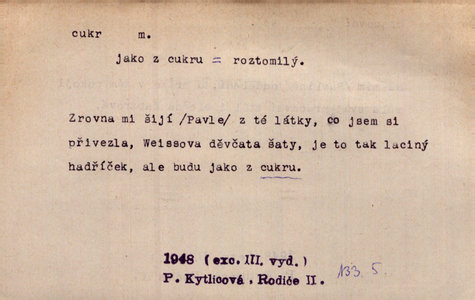 cukr m.
jako z cukru = roztomilý.
Zrovna mi šijí /Pavle/ z té látky, co jsem si
přivezla, Weissova děvčata šaty, je to tak laciný
hadříček, ale budu jako z cukru.
1948 (exc. III. vyd.)
P. Kytlicová, Rodiče II. 133 5.